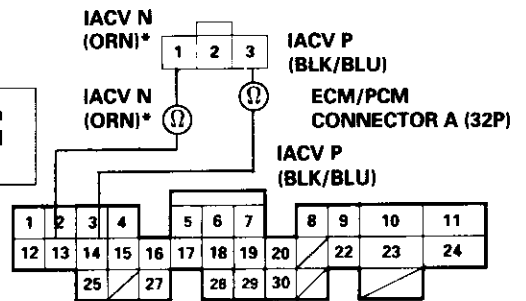 IACV N
(ORN)*
1 2 3
IACV P
(BLK/BLU)
IACV N
(ORN)*
Ω
Ω
ECM/PCM
CONNECTOR A (32P)
IACV P
(BLK/BLU)
1 2 3 4 5 6 7 8 9 10 11
12 13 14 15 16 17 18 19 20 22 23 24
25 27 28 29 30